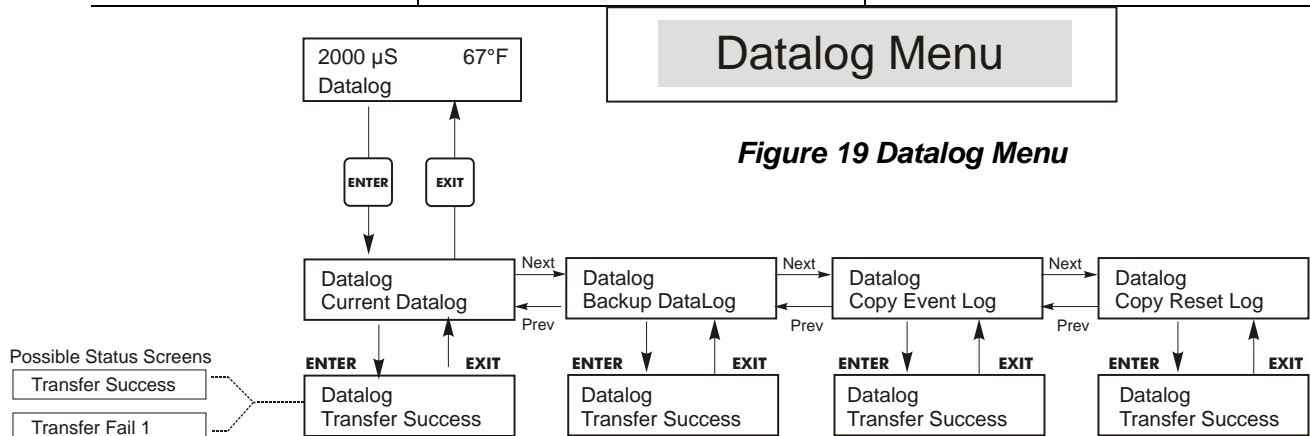 Datalog Menu
2000 µS 67°F
Datalog
Figure 19 Datalog Menu
ENTER
EXIT
Datalog
Current Datalog
Next
Prev
Datalog
Backup DataLog
Next
Prev
Datalog
Copy Event Log
Next
Prev
Datalog
Copy Reset Log
Possible Status Screens
Transfer Success
Transfer Fail 1
ENTER
EXIT
Datalog
Transfer Success
ENTER
EXIT
Datalog
Transfer Success
ENTER
EXIT
Datalog
Transfer Success
ENTER
EXIT
Datalog
Transfer Success